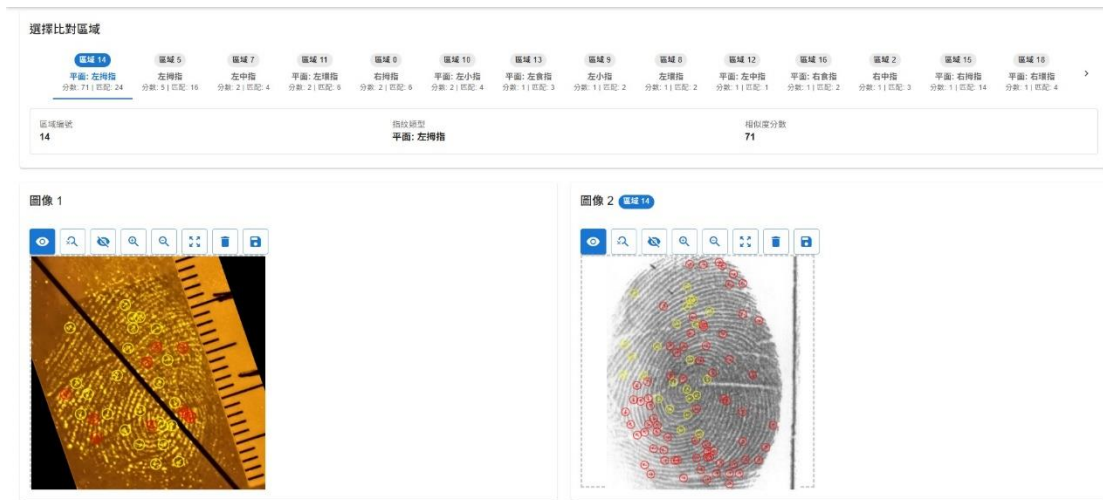 選擇比對區域
區域 14 區域 5 區域 7 區域 11 區域 0 區域 10 區域 13 區域 9 區域 8 區域 12 區域 16 區域 2 區域 15 區域 18
平面: 左拇指 左拇指 左中指 平面: 左環指 右拇指 平面: 左小指 平面: 左食指 左小指 左環指 平面: 左中指 平面: 右食指 右中指 平面: 右拇指 平面: 右環指
分數: 71 | 匹配: 24 分數: 5 | 匹配: 16 分數: 2 | 匹配: 4 分數: 2 | 匹配: 6 分數: 2 | 匹配: 6 分數: 2 | 匹配: 4 分數: 1 | 匹配: 3 分數: 1 | 匹配: 2 分數: 1 | 匹配: 2 分數: 1 | 匹配: 1 分數: 1 | 匹配: 2 分數: 1 | 匹配: 3 分數: 1 | 匹配: 14 分數: 1 | 匹配: 4
區域編號 指紋類型 相似度分數
14 平面: 左拇指 71
圖像 1 圖像 2 區域 14